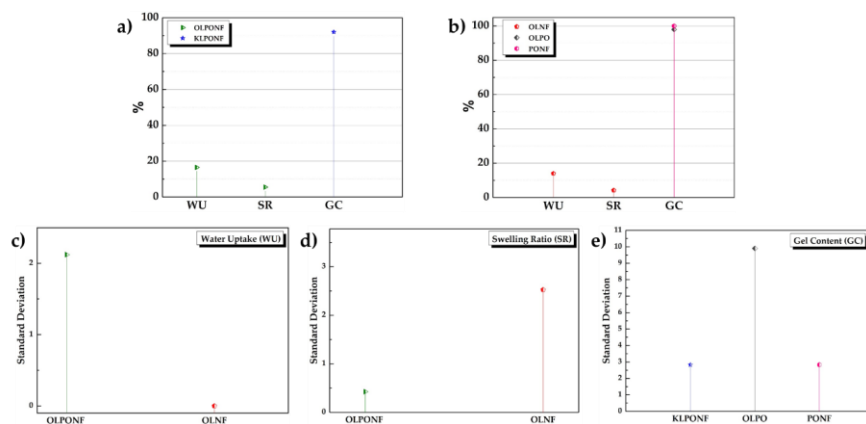 a)
OLPONF
KLPONF
100
80
60
40
20
0
%
WU
SR
GC
b)
OLNF
OLPO
PONF
100
80
60
40
20
0
%
WU
SR
GC
c)
Water Uptake (WU)
Standard Deviation
2
1
0
OLPONF
OLNF
d)
Swelling Ratio (SR)
Standard Deviation
3
2
1
0
OLPONF
OLNF
e)
Gel Content (GC)
Standard Deviation
11
10
9
8
7
6
5
4
3
2
1
0
KLPONF
OLPO
PONF